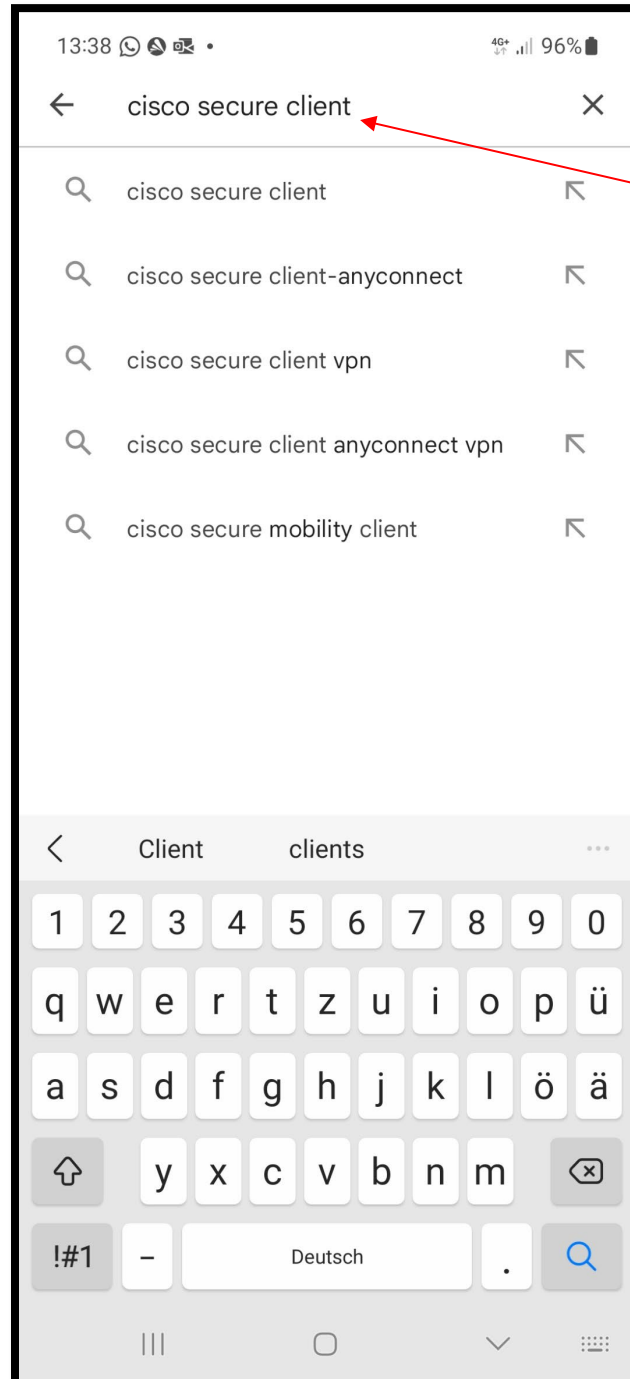 13:38 4G+ 96%
cisco secure client
cisco secure client
cisco secure client-anyconnect
cisco secure client vpn
cisco secure client anyconnect vpn
cisco secure mobility client
Client clients
1 2 3 4 5 6 7 8 9 0
q w e r t z u i o p ü
a s d f g h j k l ö ä
y x c v b n m
!#1 - Deutsch .